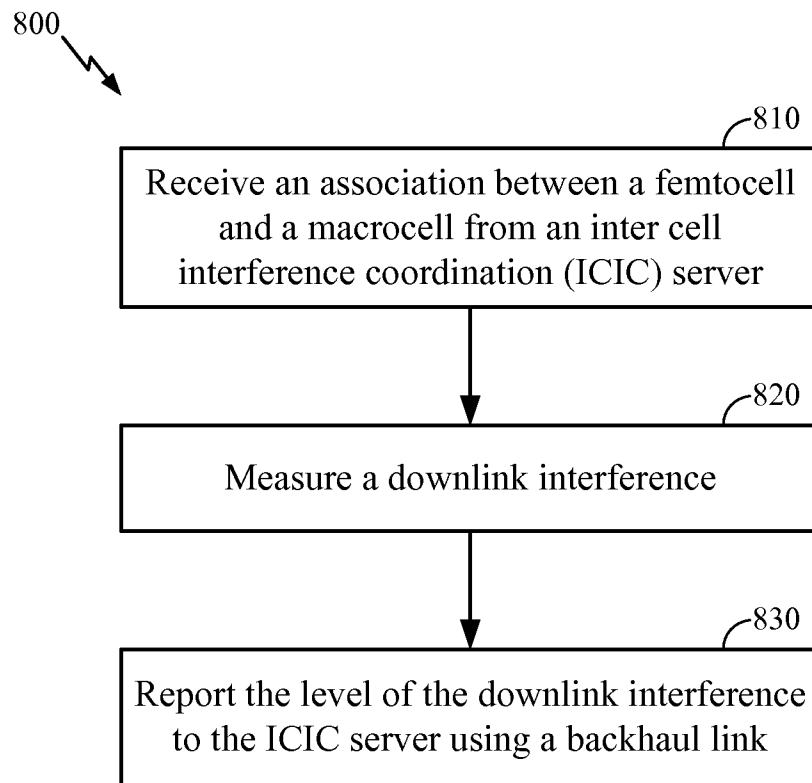 800
810
Receive an association between a femtocell
and a macrocell from an inter cell
interference coordination (ICIC) server
820
Measure a downlink interference
830
Report the level of the downlink interference
to the ICIC server using a backhaul link